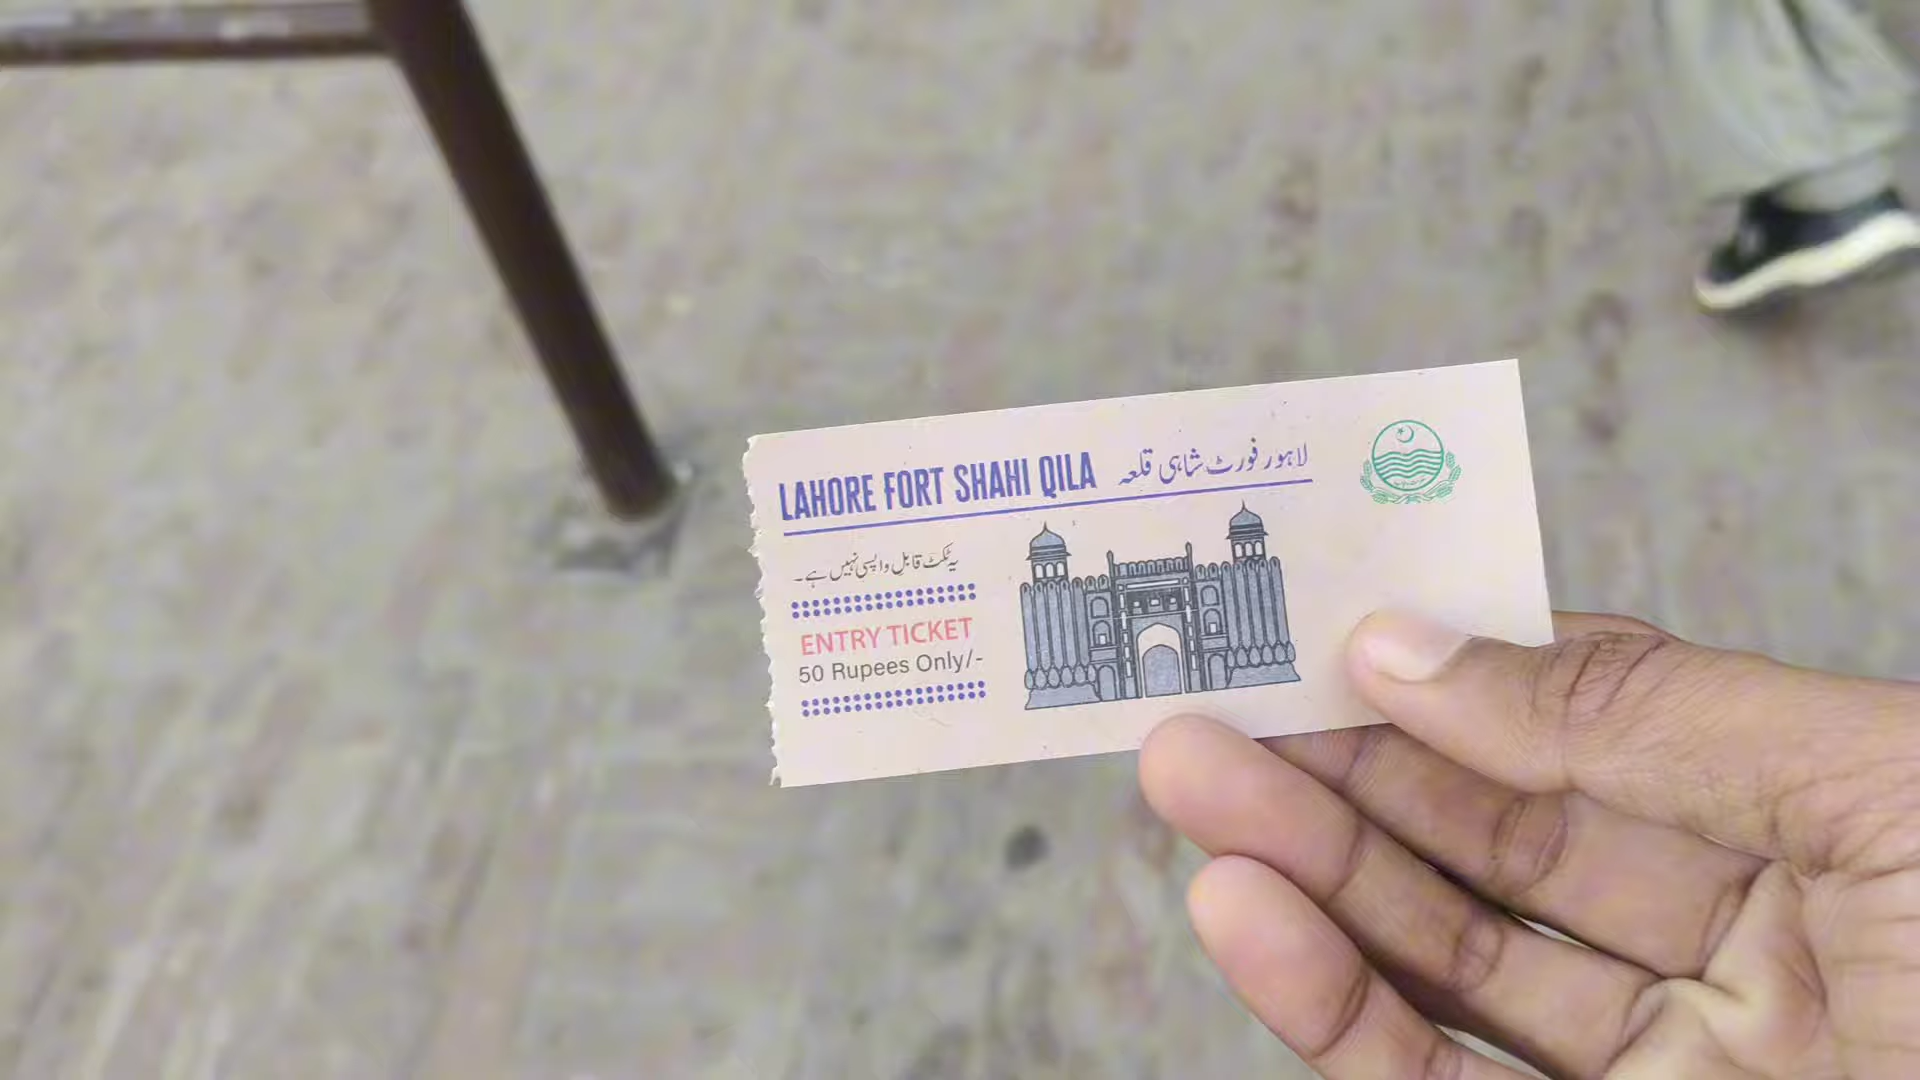 LAHORE FORT SHAHI QILA لاہور فورٹ شاہی قلعہ
یہ ٹکٹ قابل واپسی نہیں ہے۔
ENTRY TICKET
50 Rupees Only/-